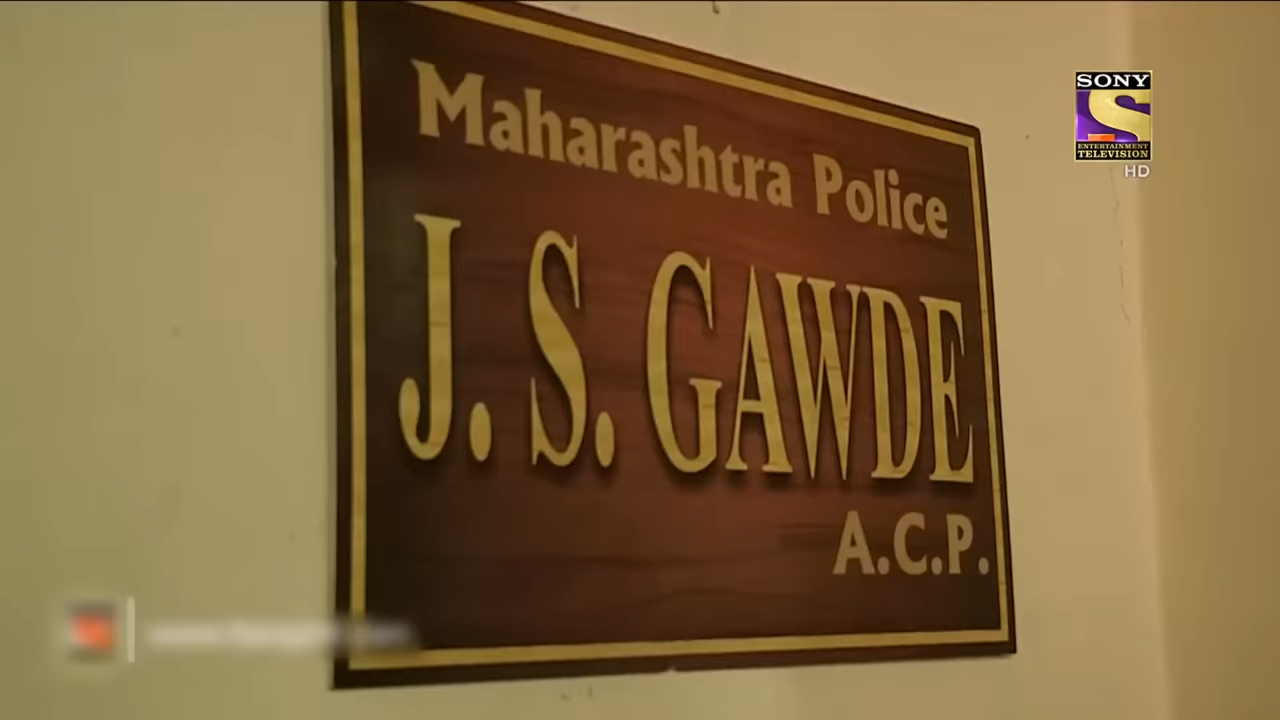 Maharashtra Police
J. S. GAWDE
A.C.P.
SONY
ENTERTAINMENT
TELEVISION
HD